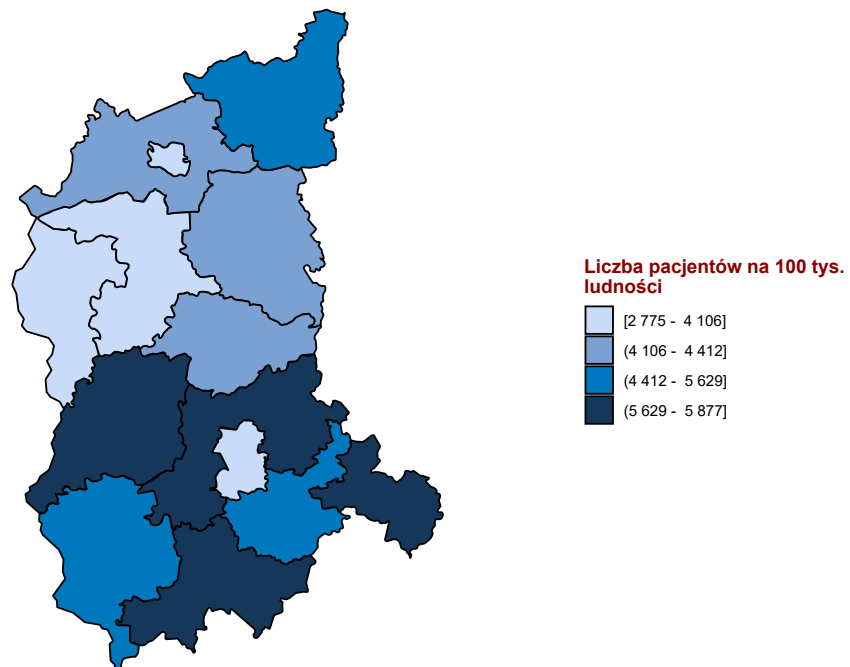 Liczba pacjentów na 100 tys.
ludności
[2 775 - 4 106]
(4 106 - 4 412]
(4 412 - 5 629]
(5 629 - 5 877]